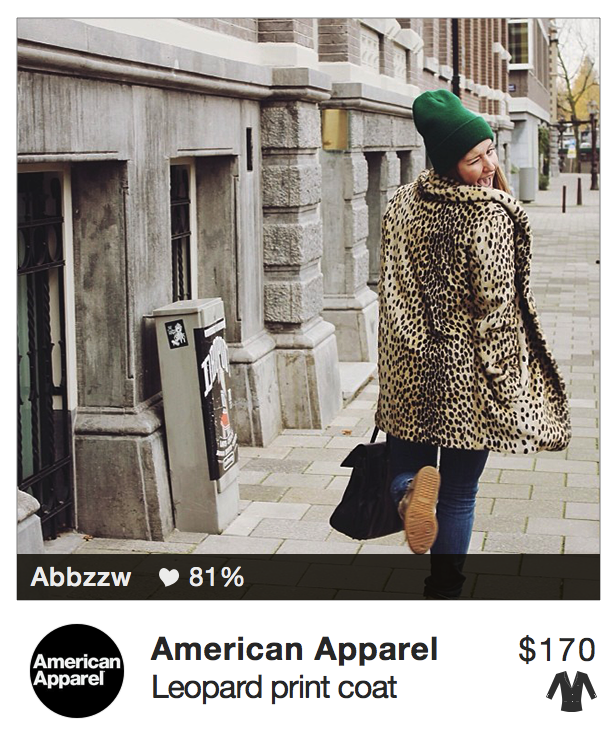 Abbzzw 81%
American
Apparel
American Apparel
Leopard print coat
$170